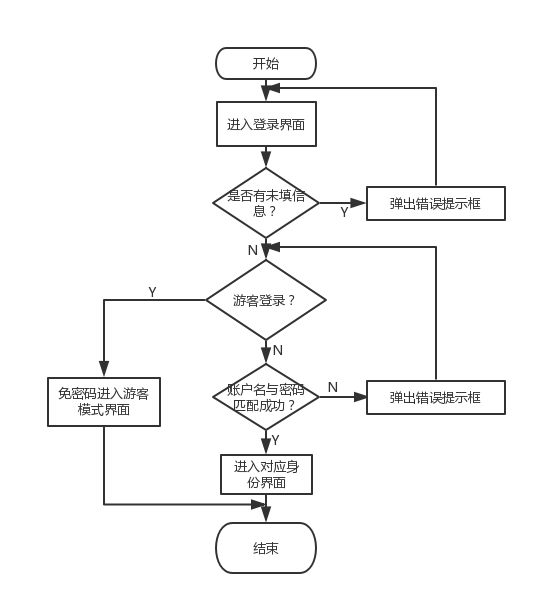 开始
进入登录界面
是否有未填信
息？
Y
弹出错误提示框
N
Y
游客登录？
N
免密码进入游客
模式界面
账户名与密码
匹配成功？
N
弹出错误提示框
Y
进入对应身
份界面
结束